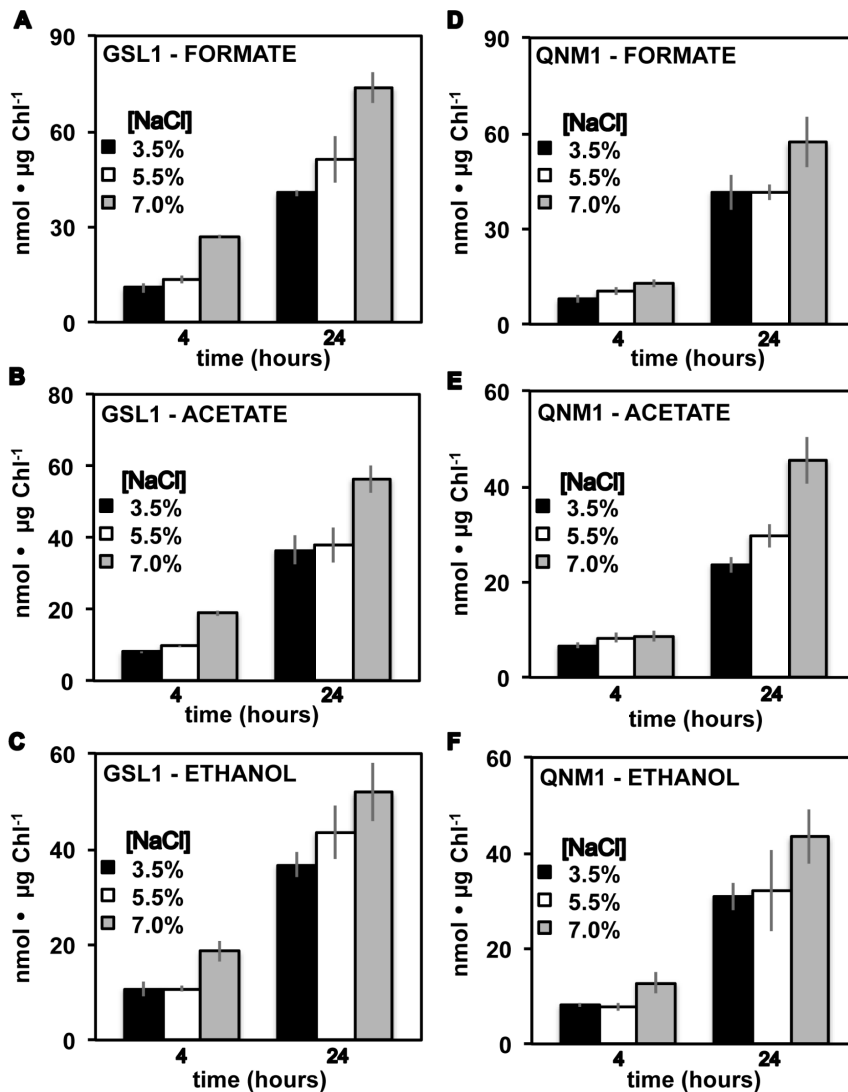 A
GSL1 - FORMATE
90
60
30
0
nmol • µg Chl-1
[NaCl]
3.5%
5.5%
7.0%
4
24
time (hours)
B
GSL1 - ACETATE
80
60
40
20
0
nmol • µg Chl-1
[NaCl]
3.5%
5.5%
7.0%
4
24
time (hours)
C
GSL1 - ETHANOL
60
40
20
0
nmol • µg Chl-1
[NaCl]
3.5%
5.5%
7.0%
4
24
time (hours)
D
QNM1 - FORMATE
90
60
30
0
nmol • µg Chl-1
[NaCl]
3.5%
5.5%
7.0%
4
24
time (hours)
E
QNM1 - ACETATE
60
40
20
0
nmol • µg Chl-1
[NaCl]
3.5%
5.5%
7.0%
4
24
time (hours)
F
QNM1 - ETHANOL
60
40
20
0
nmol • µg Chl-1
[NaCl]
3.5%
5.5%
7.0%
4
24
time (hours)